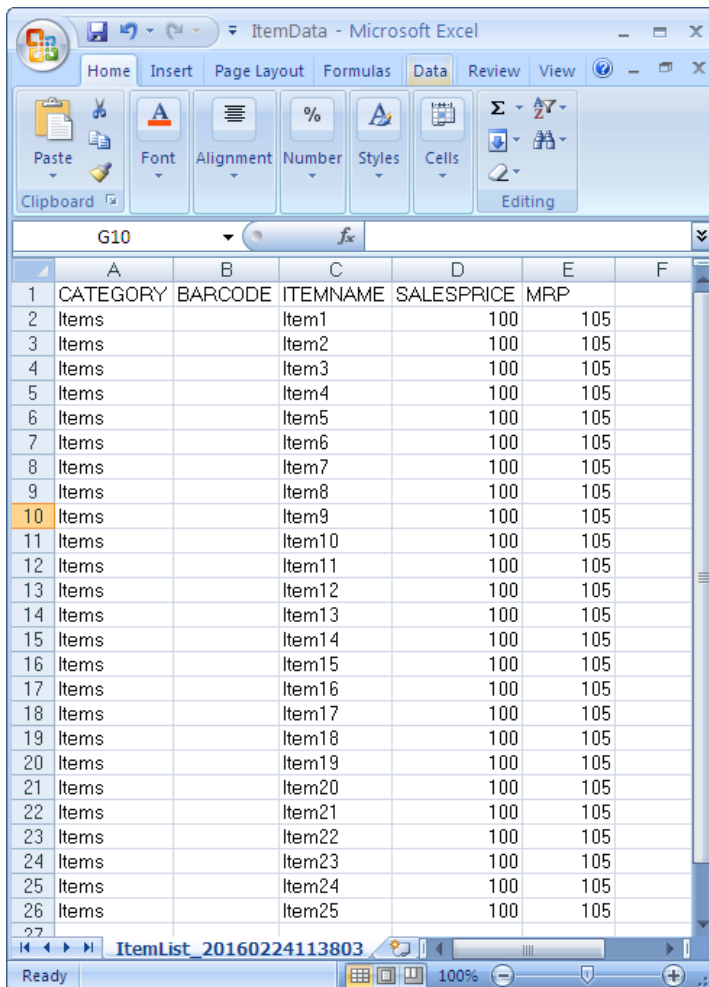 ItemData - Microsoft Excel
Home Insert Page Layout Formulas Data Review View
Paste Font Alignment Number Styles Cells
Clipboard Editing
G10 fx
A B C D E F
1 CATEGORY BARCODE ITEMNAME SALESPRICE MRP
2 Items Item1 100 105
3 Items Item2 100 105
4 Items Item3 100 105
5 Items Item4 100 105
6 Items Item5 100 105
7 Items Item6 100 105
8 Items Item7 100 105
9 Items Item8 100 105
10 Items Item9 100 105
11 Items Item10 100 105
12 Items Item11 100 105
13 Items Item12 100 105
14 Items Item13 100 105
15 Items Item14 100 105
16 Items Item15 100 105
17 Items Item16 100 105
18 Items Item17 100 105
19 Items Item18 100 105
20 Items Item19 100 105
21 Items Item20 100 105
22 Items Item21 100 105
23 Items Item22 100 105
24 Items Item23 100 105
25 Items Item24 100 105
26 Items Item25 100 105
27
ItemList_20160224113803
Ready 100%